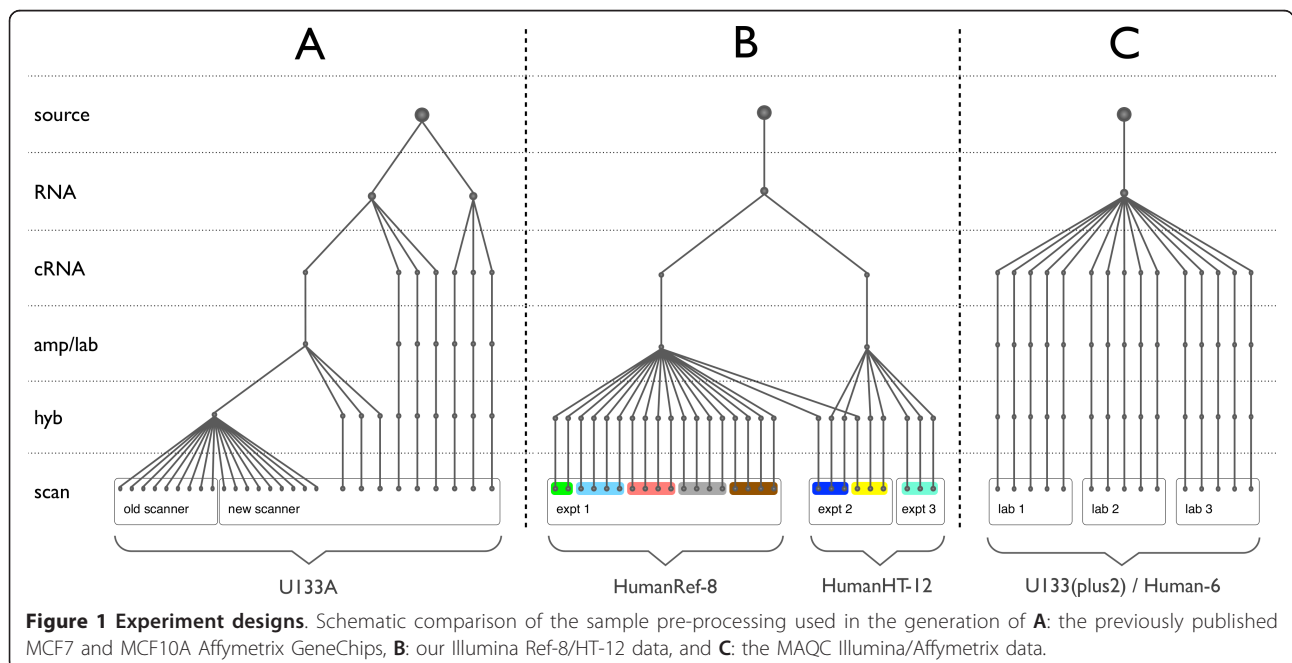 A
B
C
source
RNA
cRNA
amp/lab
hyb
scan
old scanner
new scanner
expt 1
expt 2
expt 3
lab 1
lab 2
lab 3
U133A
HumanRef-8
HumanHT-12
U133(plus2) / Human-6
Figure 1 Experiment designs. Schematic comparison of the sample pre-processing used in the generation of A: the previously published
MCF7 and MCF10A Affymetrix GeneChips, B: our Illumina Ref-8/HT-12 data, and C: the MAQC Illumina/Affymetrix data.